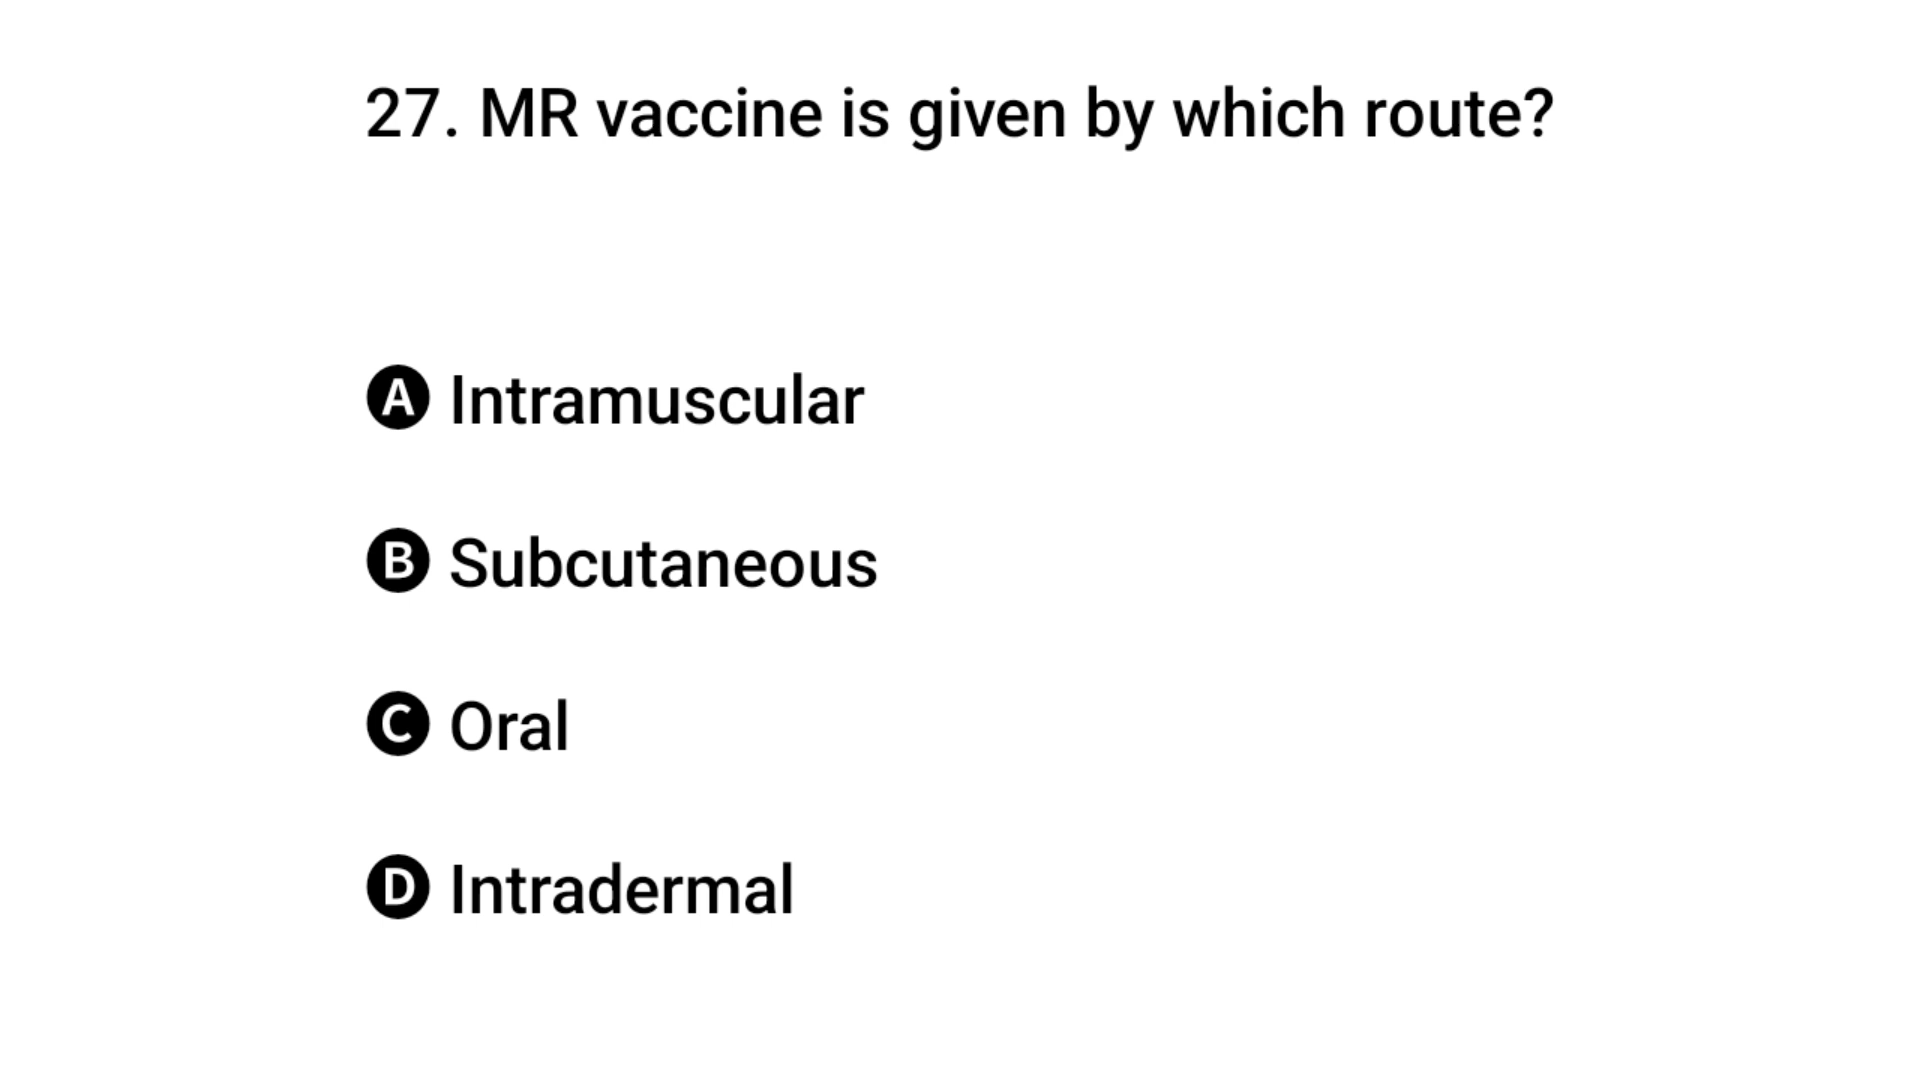 27. MR vaccine is given by which route?
A Intramuscular
B Subcutaneous
C Oral
D Intradermal